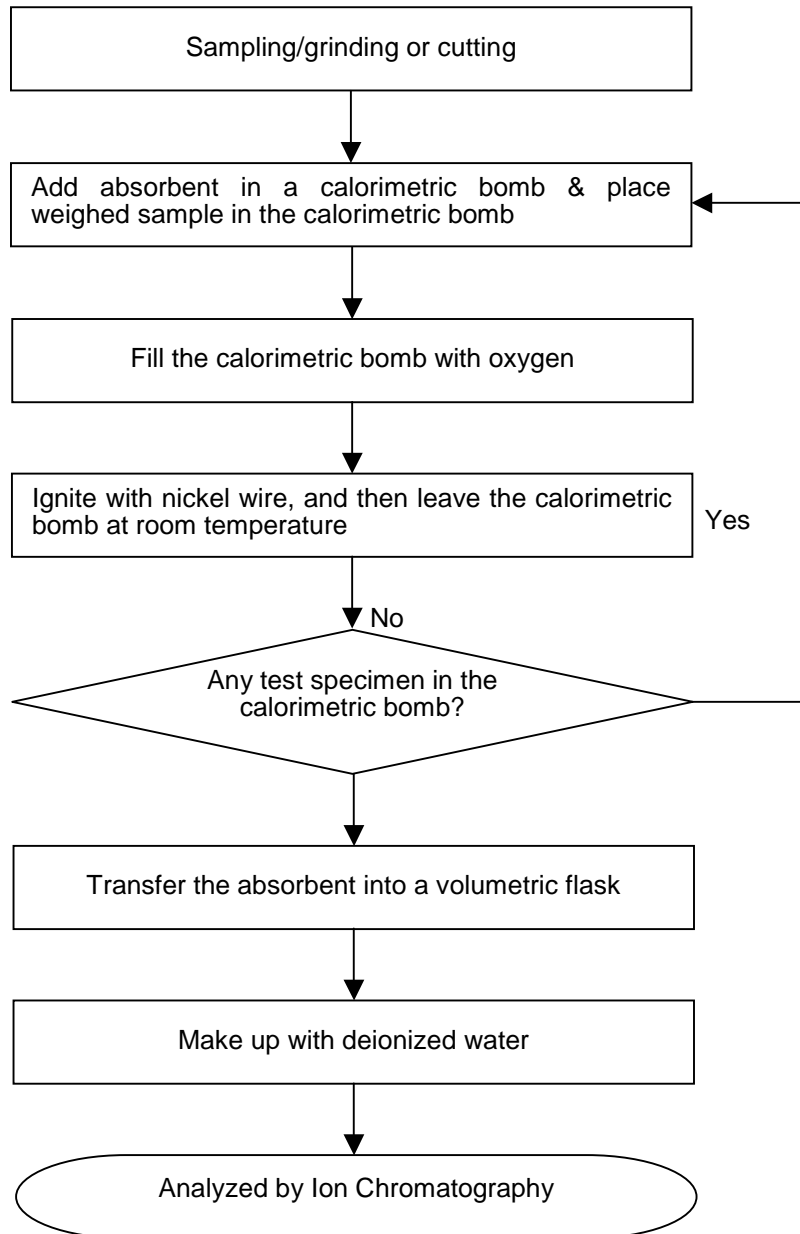 Sampling/grinding or cutting
Add absorbent in a calorimetric bomb & place
weighed sample in the calorimetric bomb
Fill the calorimetric bomb with oxygen
Ignite with nickel wire, and then leave the calorimetric
bomb at room temperature
Yes
No
Any test specimen in the
calorimetric bomb?
Transfer the absorbent into a volumetric flask
Make up with deionized water
Analyzed by Ion Chromatography